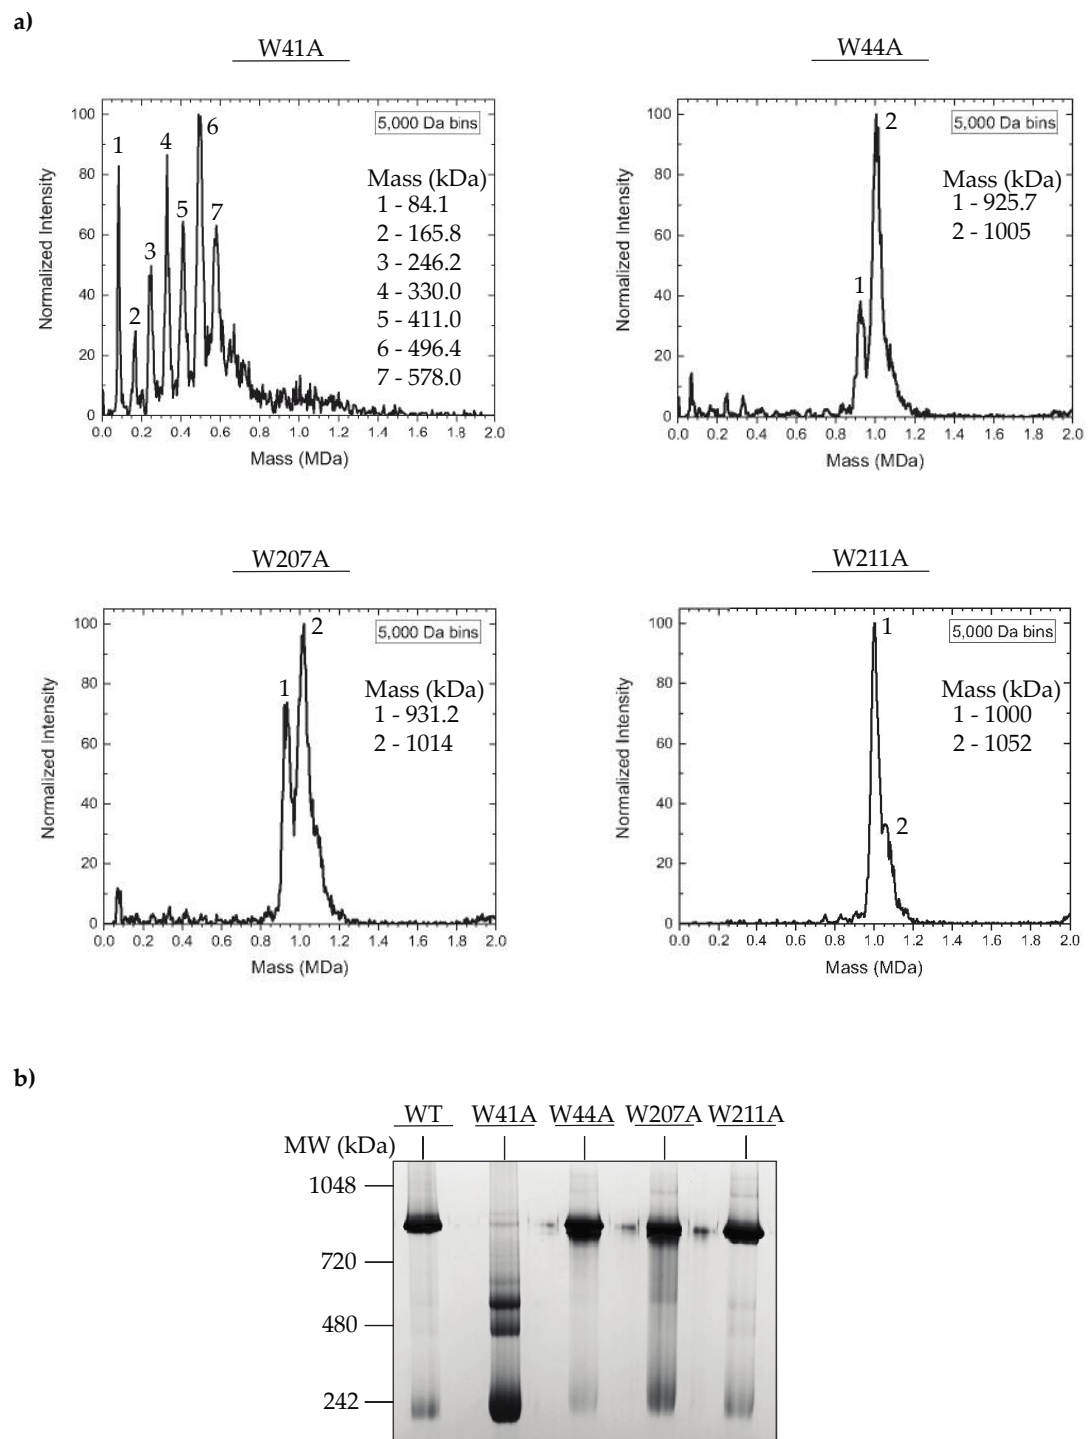 a)
W41A
5,000 Da bins
Normalized Intensity
100
80
60
40
20
0
1
2
3
4
5
6
7
Mass (kDa)
1 - 84.1
2 - 165.8
3 - 246.2
4 - 330.0
5 - 411.0
6 - 496.4
7 - 578.0
0.0 0.2 0.4 0.6 0.8 1.0 1.2 1.4 1.6 1.8 2.0
Mass (MDa)
W44A
5,000 Da bins
Normalized Intensity
100
80
60
40
20
0
1
2
Mass (kDa)
1 - 925.7
2 - 1005
0.0 0.2 0.4 0.6 0.8 1.0 1.2 1.4 1.6 1.8 2.0
Mass (MDa)
W207A
5,000 Da bins
Normalized Intensity
100
80
60
40
20
0
1
2
Mass (kDa)
1 - 931.2
2 - 1014
0.0 0.2 0.4 0.6 0.8 1.0 1.2 1.4 1.6 1.8 2.0
Mass (MDa)
W211A
5,000 Da bins
Normalized Intensity
100
80
60
40
20
0
1
2
Mass (kDa)
1 - 1000
2 - 1052
0.0 0.2 0.4 0.6 0.8 1.0 1.2 1.4 1.6 1.8 2.0
Mass (MDa)
b)
WT W41A W44A W207A W211A
MW (kDa)
1048
720
480
242